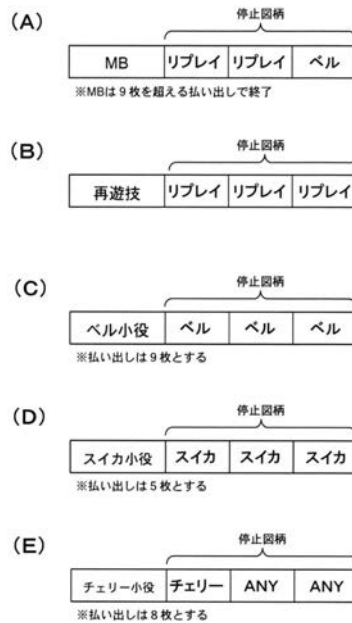 (A)
停止図柄
MB リプレイ リプレイ ベル
※MBは9枚を超える払い出しで終了
(B)
停止図柄
再遊技 リプレイ リプレイ リプレイ
(C)
停止図柄
ベル小役 ベル ベル ベル
※払い出しは9枚とする
(D)
停止図柄
スイカ小役 スイカ スイカ スイカ
※払い出しは5枚とする
(E)
停止図柄
チェリー小役 チェリー ANY ANY
※払い出しは8枚とする